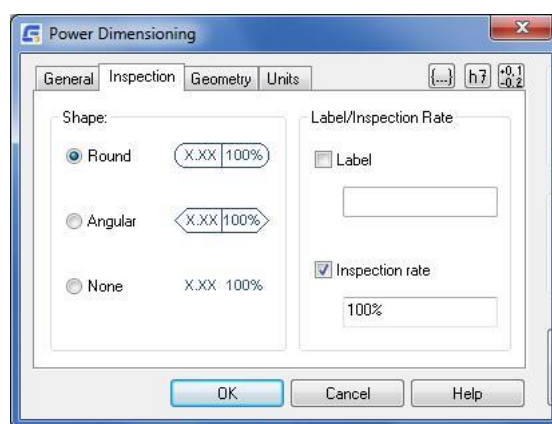 Power Dimensioning
General Inspection Geometry Units {...} h7 +0,1 -0,2
Shape:
Round X.XX 100%
Angular X.XX 100%
None X.XX 100%
Label/Inspection Rate
Label
Inspection rate
100%
OK Cancel Help